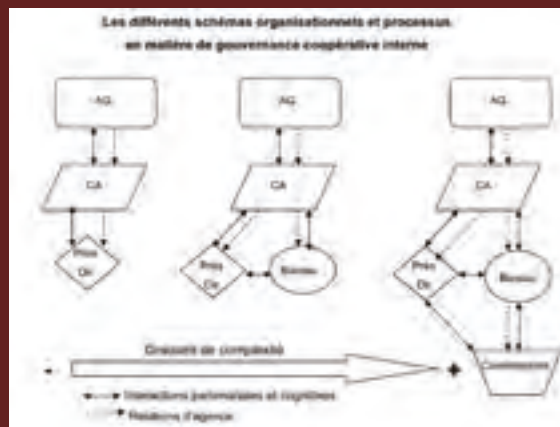 Les différents schémas organisationnels et processus
en matière de gouvernance coopérative interne
AG AG AG
CA CA CA
Prés Dir
Prés Dir Bureau
Prés Dir Bureau
Commissions
Gradient de complexité
- +
Interactions partenariales et cognitives
Relations d'agence